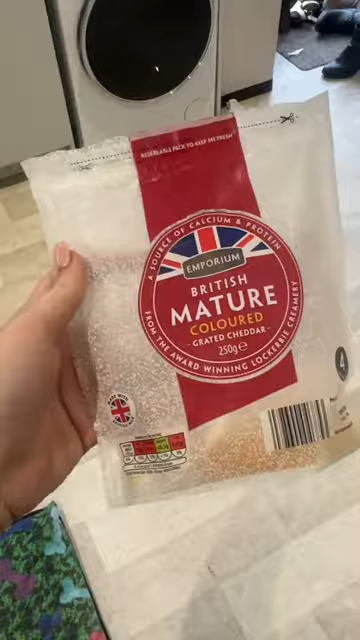 RESEALABLE PACK TO KEEP ME FRESH
A SOURCE OF CALCIUM & PROTEIN
EMPORIUM
BRITISH
MATURE
COLOURED
- GRATED CHEDDAR -
250g℮
FROM THE AWARD WINNING LOCKERBIE CREAMERY
4